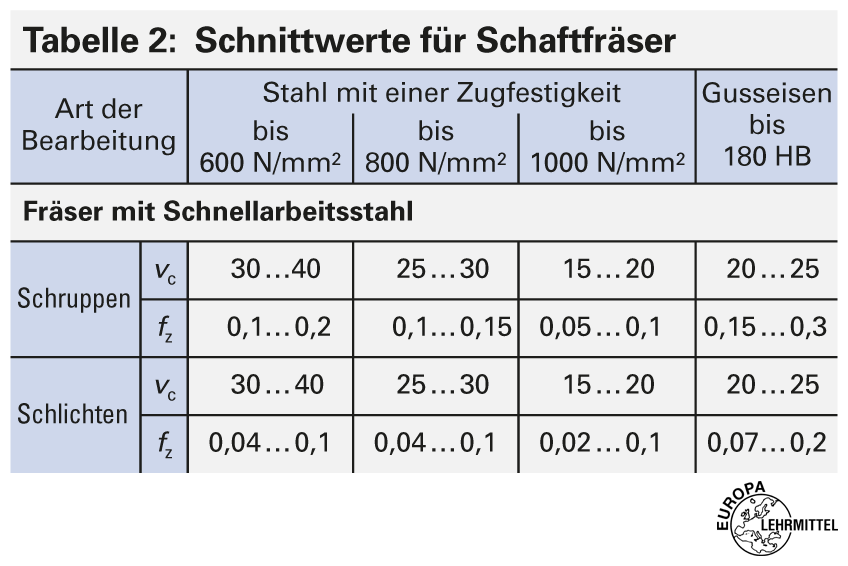 Tabelle 2: Schnittwerte für Schaftfräser
Art der Bearbeitung
Stahl mit einer Zugfestigkeit
bis 600 N/mm²
bis 800 N/mm²
bis 1000 N/mm²
Gusseisen bis 180 HB
Fräser mit Schnellarbeitsstahl
Schruppen
vc 30...40 25...30 15...20 20...25
fz 0,1...0,2 0,1...0,15 0,05...0,1 0,15...0,3
Schlichten
vc 30...40 25...30 15...20 20...25
fz 0,04...0,1 0,04...0,1 0,02...0,1 0,07...0,2
EUROPA
LEHRMITTEL